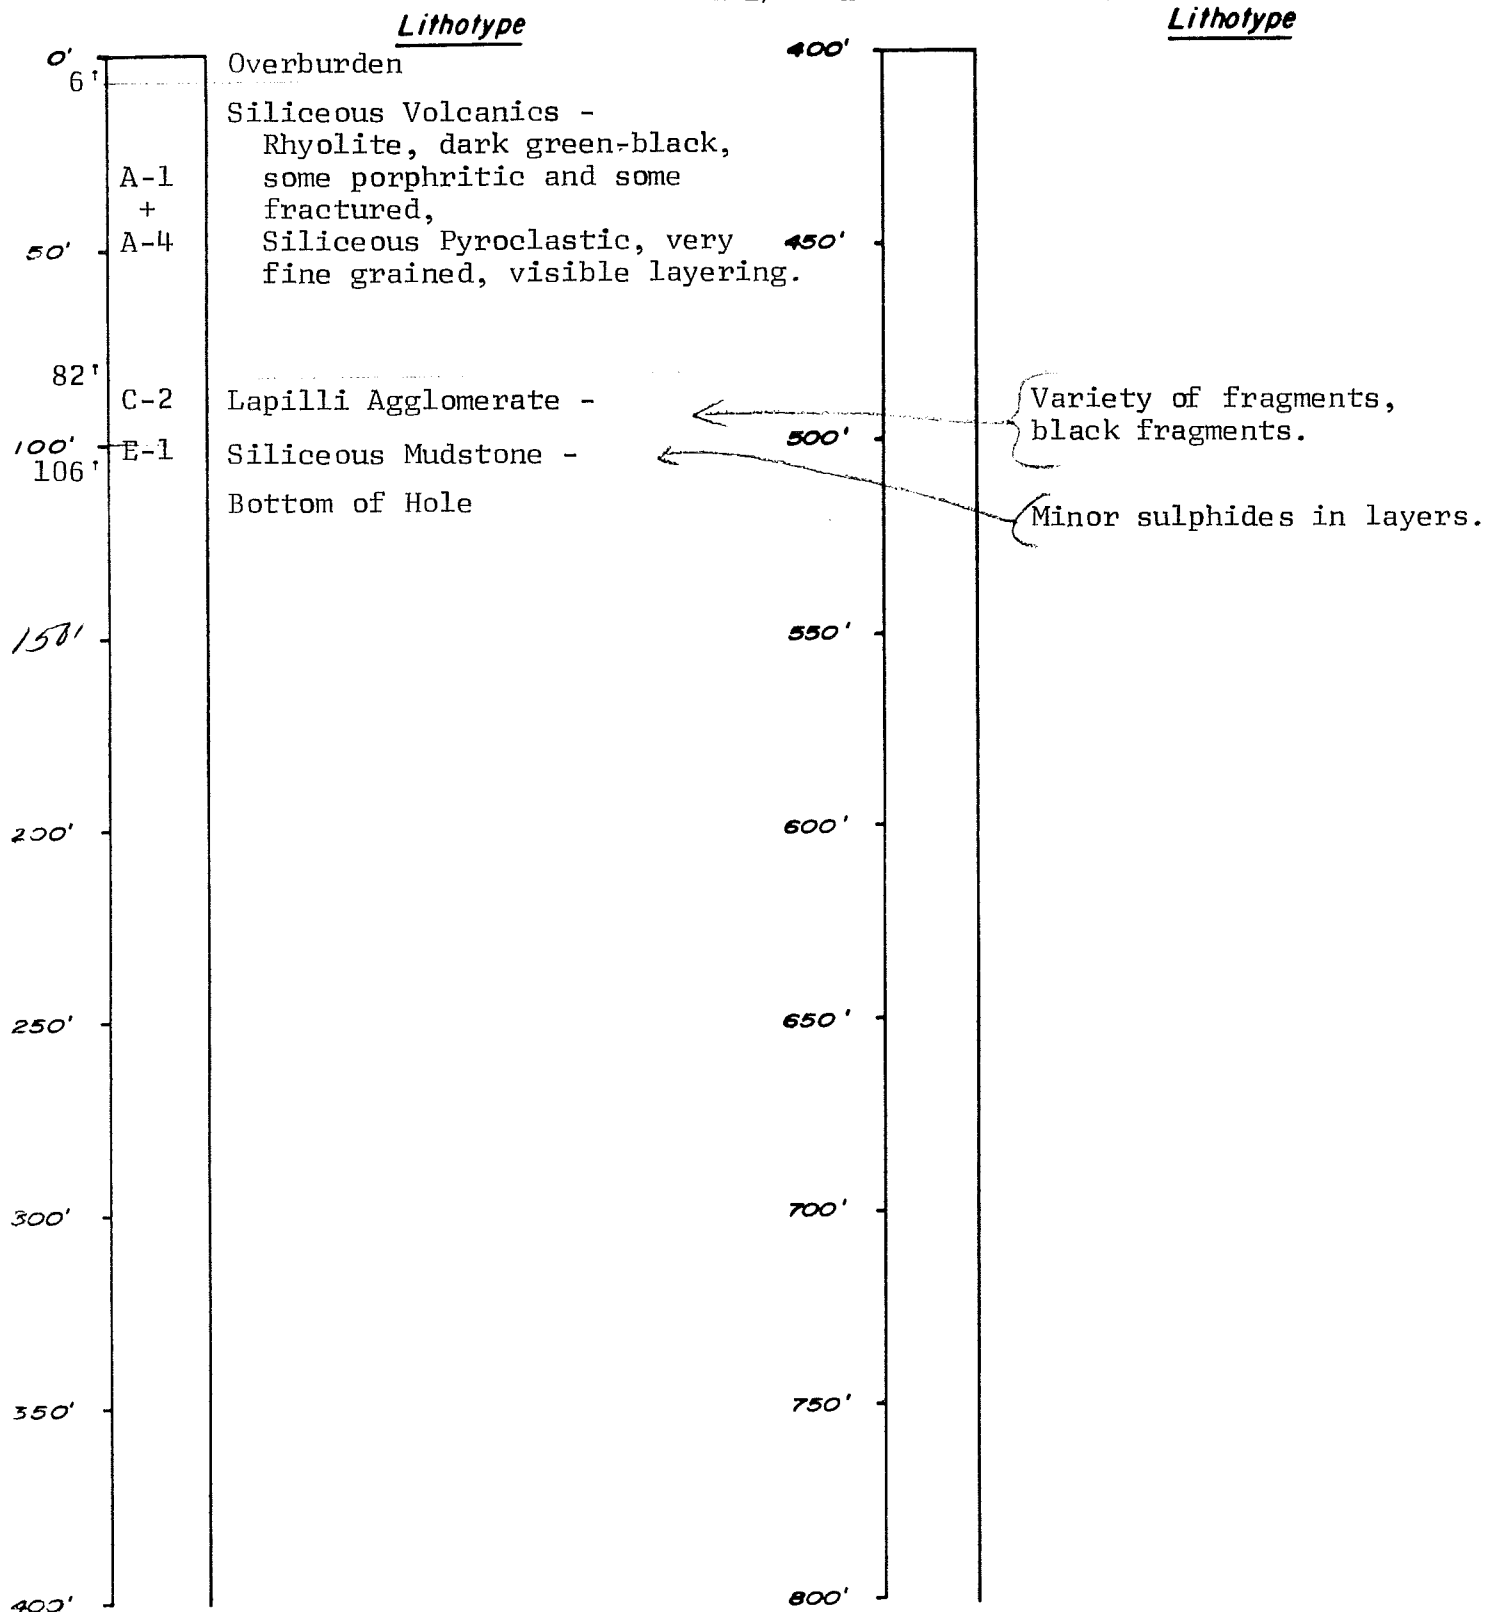 Lithotype
0'
Overburden
6'
Siliceous Volcanics -
Rhyolite, dark green-black,
A-1
some porphritic and some
+
fractured,
50'
A-4
Siliceous Pyroclastic, very
fine grained, visible layering.
82'
C-2
Lapilli Agglomerate -
100'
E-1
Siliceous Mudstone -
106'
Bottom of Hole
150'
200'
250'
300'
350'
400'
Lithotype
400'
450'
Variety of fragments,
black fragments.
500'
Minor sulphides in layers.
550'
600'
650'
700'
750'
800'